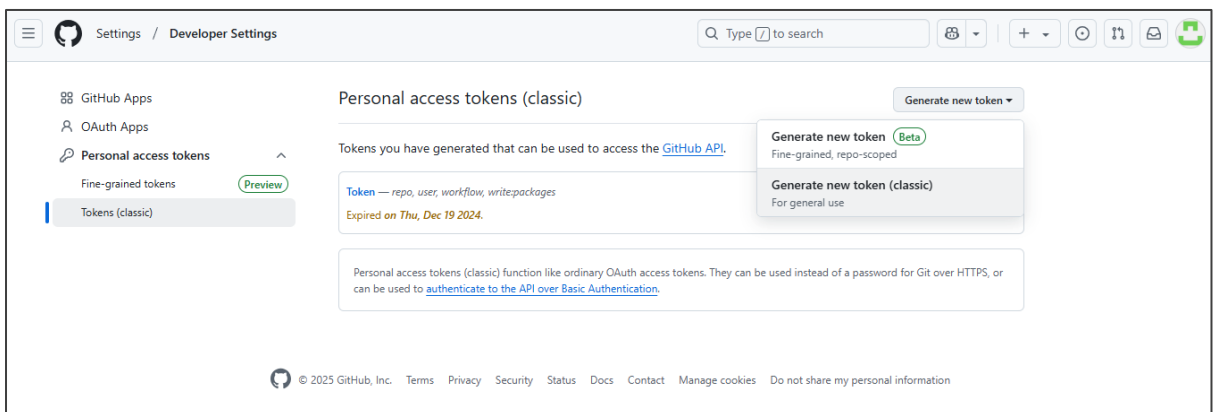 Settings / Developer Settings
Type / to search
GitHub Apps
OAuth Apps
Personal access tokens
Fine-grained tokens Preview
Tokens (classic)
Personal access tokens (classic)
Generate new token
Generate new token Beta
Fine-grained, repo-scoped
Generate new token (classic)
For general use
Tokens you have generated that can be used to access the GitHub API.
Token — repo, user, workflow, write:packages
Expired on Thu, Dec 19 2024.
Personal access tokens (classic) function like ordinary OAuth access tokens. They can be used instead of a password for Git over HTTPS, or
can be used to authenticate to the API over Basic Authentication.
© 2025 GitHub, Inc. Terms Privacy Security Status Docs Contact Manage cookies Do not share my personal information